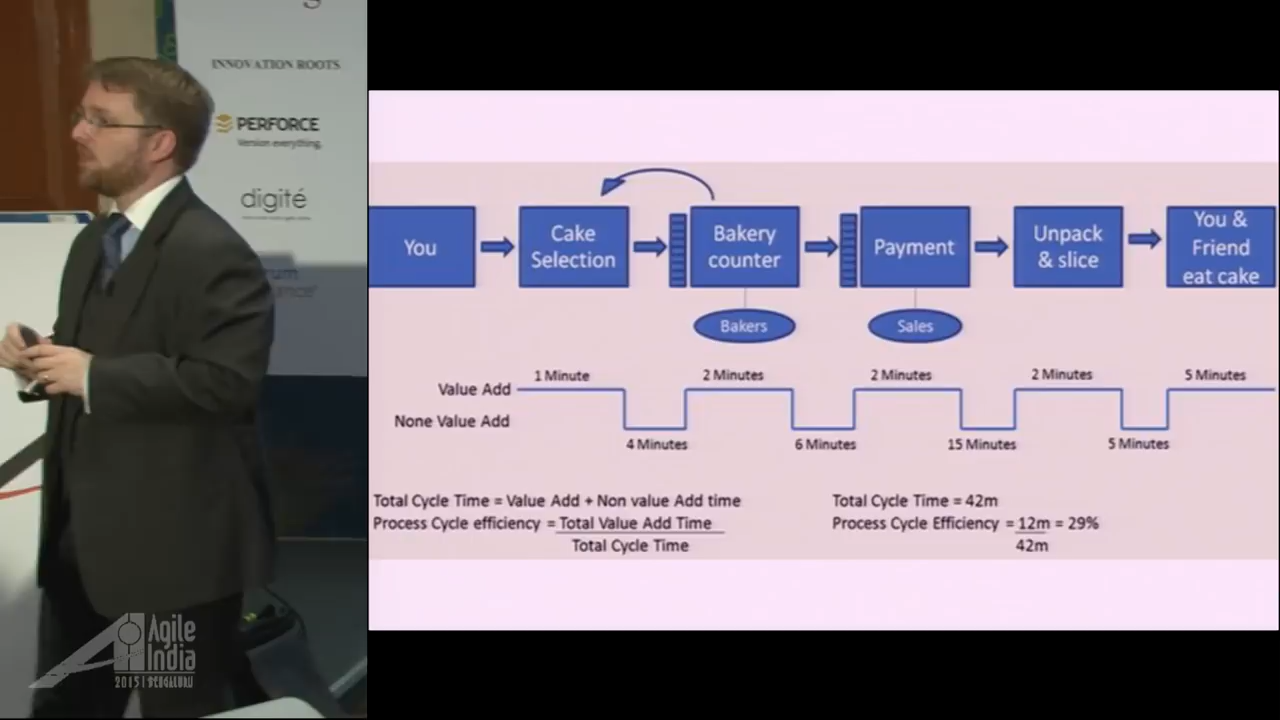 INNOVATION ROOTS
PERFORCE
Version everything.
digité
You
Cake
Selection
Bakery
counter
Payment
Unpack
& slice
You &
Friend
eat cake
Bakers
Sales
1 Minute
2 Minutes
2 Minutes
2 Minutes
5 Minutes
Value Add
None Value Add
4 Minutes
6 Minutes
15 Minutes
5 Minutes
Total Cycle Time = Value Add + Non value Add time
Process Cycle efficiency = Total Value Add Time
Total Cycle Time
Total Cycle Time = 42m
Process Cycle Efficiency = 12m = 29%
42m
Agile
India
2015 | BENGALURU